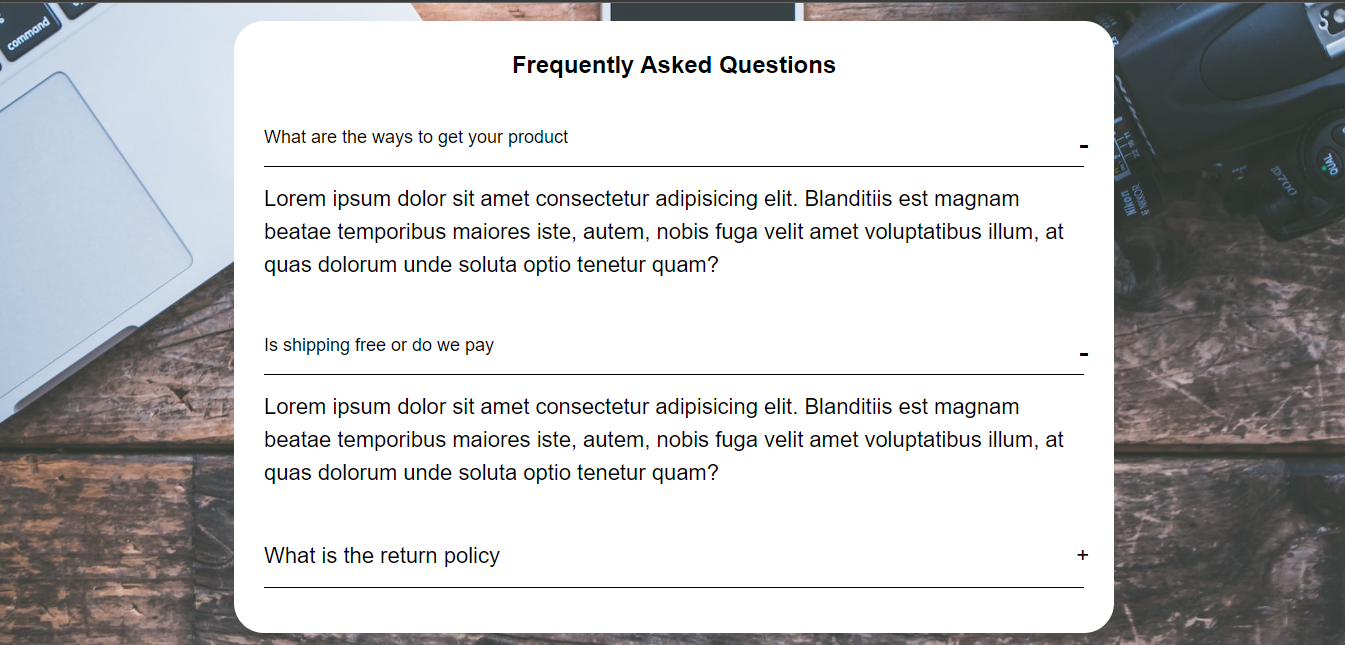 command
Frequently Asked Questions
What are the ways to get your product
-
Lorem ipsum dolor sit amet consectetur adipisicing elit. Blanditiis est magnam
beatae temporibus maiores iste, autem, nobis fuga velit amet voluptatibus illum, at
quas dolorum unde soluta optio tenetur quam?
Is shipping free or do we pay
-
Lorem ipsum dolor sit amet consectetur adipisicing elit. Blanditiis est magnam
beatae temporibus maiores iste, autem, nobis fuga velit amet voluptatibus illum, at
quas dolorum unde soluta optio tenetur quam?
What is the return policy
+
QUAL
D700
Nikon